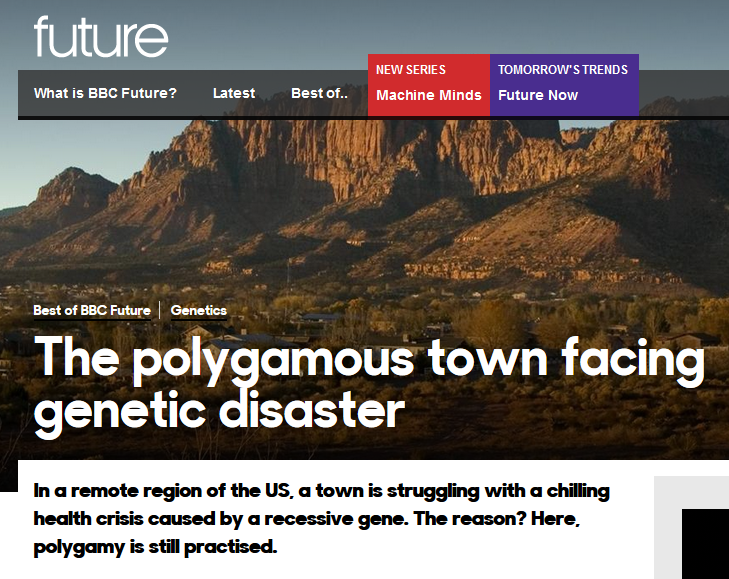 future
What is BBC Future? Latest Best of..
NEW SERIES
Machine Minds
TOMORROW'S TRENDS
Future Now
Best of BBC Future | Genetics
The polygamous town facing
genetic disaster
In a remote region of the US, a town is struggling with a chilling
health crisis caused by a recessive gene. The reason? Here,
polygamy is still practised.